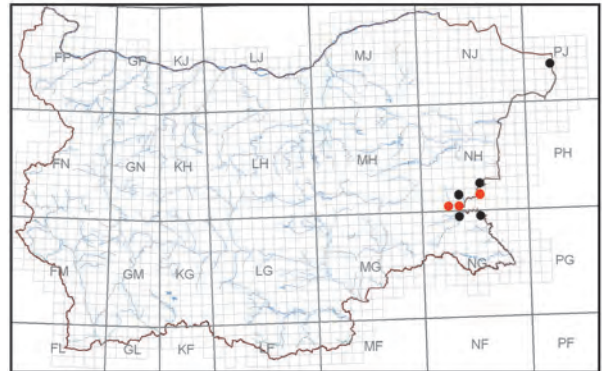 FP GP KJ LJ MJ NJ PJ
FN GN KH LH MH NH PH
FM GM KG LG MG NG PG
FL GL KF LF MF NF PF